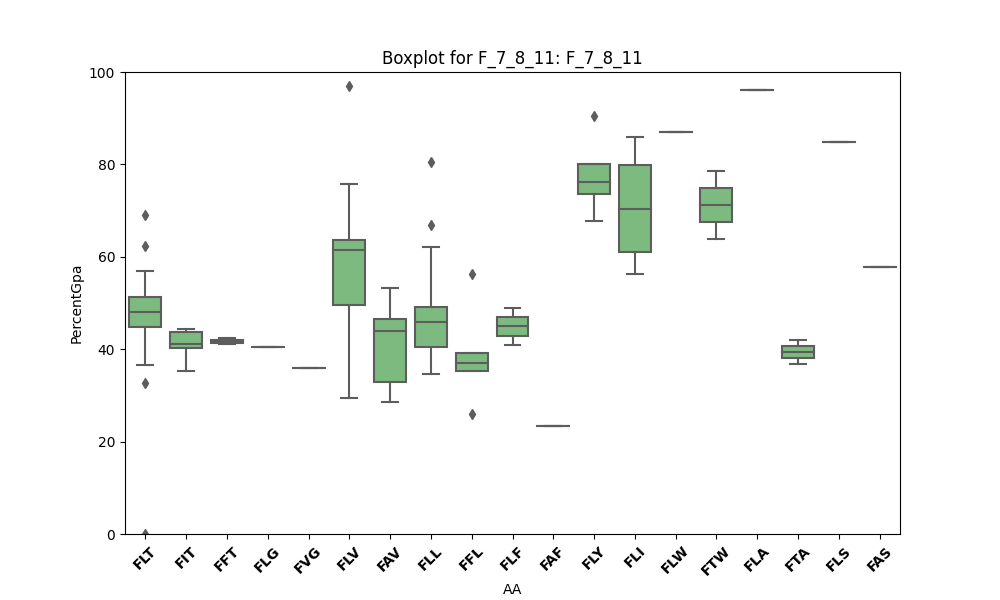 Boxplot for F_7_8_11: F_7_8_11
PercentGpa
100
80
60
40
20
0
FLT FIT FFT FLG FVG FLV FAV FLL FFL FLF FAF FLY FLI FLW FTW FLA FTA FLS FAS
AA